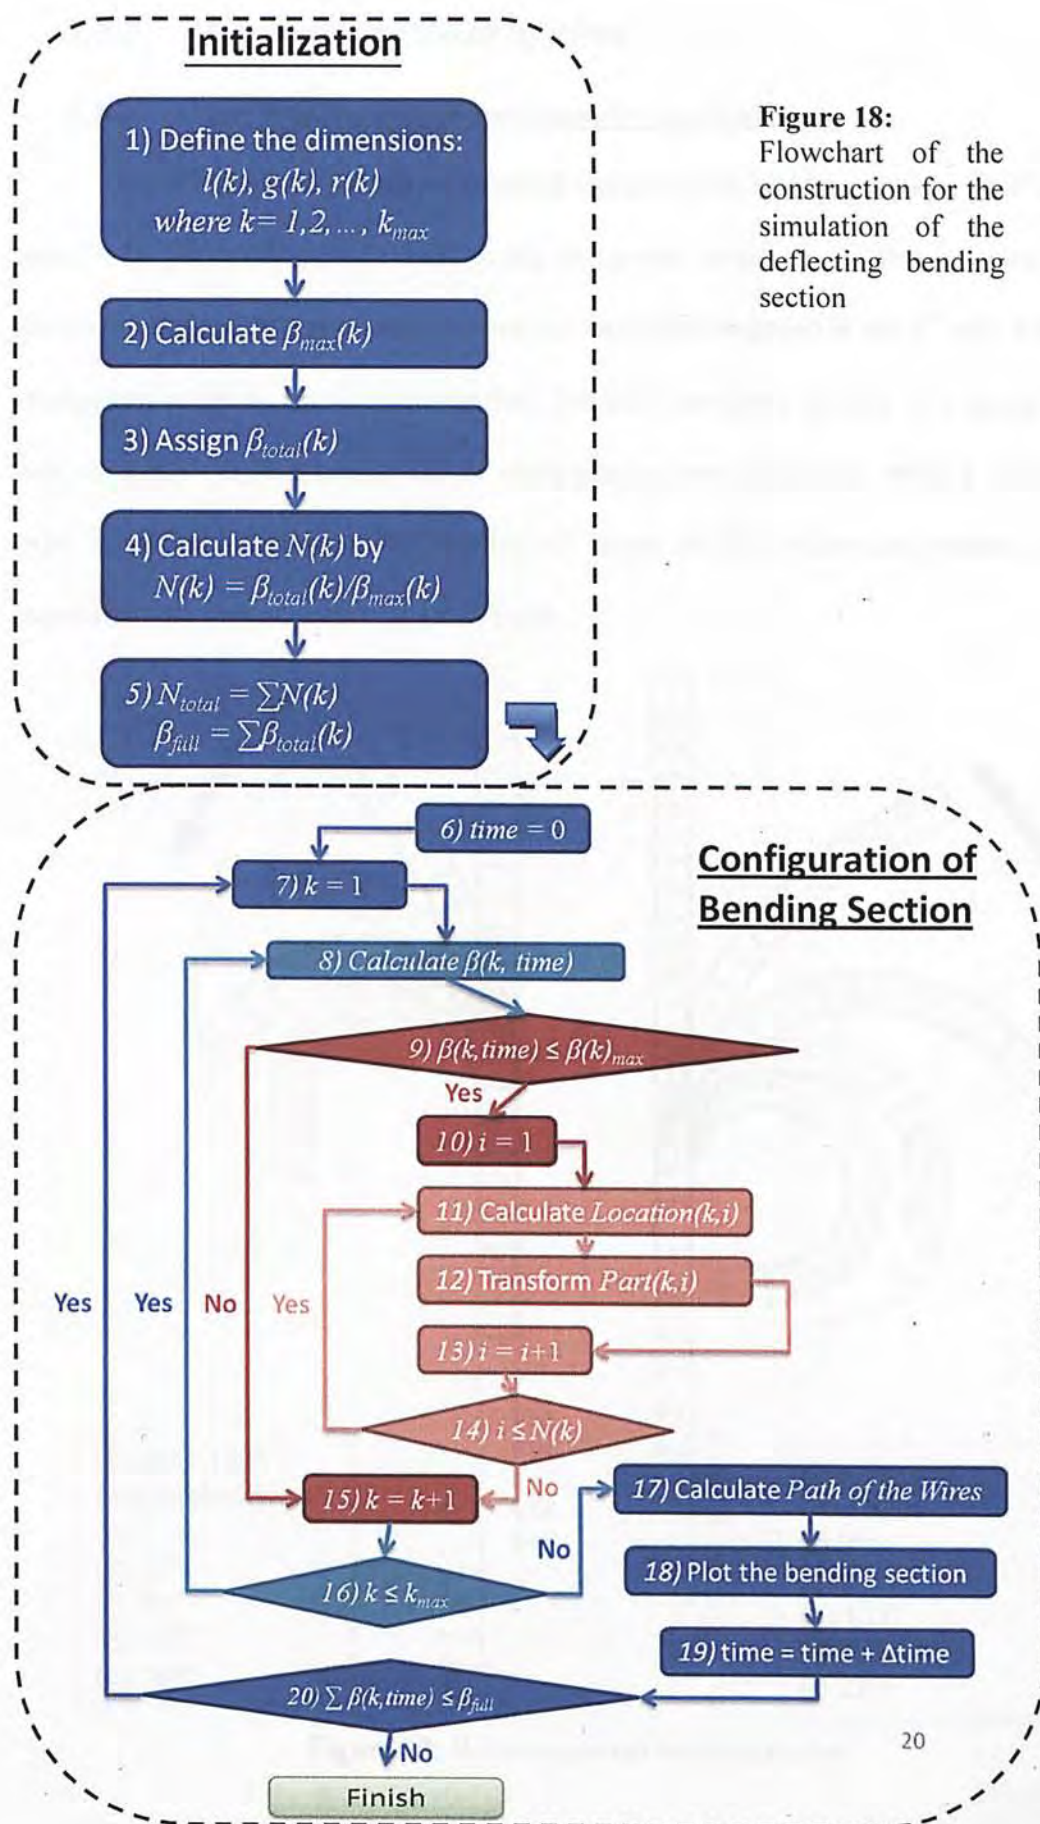 Initialization
1) Define the dimensions:
l(k), g(k), r(k)
where k= 1,2, ..., kmax
2) Calculate βmax(k)
3) Assign βtotal(k)
4) Calculate N(k) by
N(k) = βtotal(k)/βmax(k)
5) Ntotal = ∑N(k)
βfull = ∑βtotal(k)
Figure 18:
Flowchart of the
construction for the
simulation of the
deflecting bending
section
Configuration of
Bending Section
6) time = 0
7) k = 1
8) Calculate β(k, time)
9) β(k,time) ≤ β(k)max
Yes
10) i = 1
11) Calculate Location(k,i)
12) Transform Part(k,i)
Yes
Yes
No
Yes
13) i = i+1
14) i ≤ N(k)
No
15) k = k+1
16) k ≤ kmax
No
17) Calculate Path of the Wires
18) Plot the bending section
19) time = time + Δtime
20) ∑ β(k,time) ≤ βfull
No
Finish
20